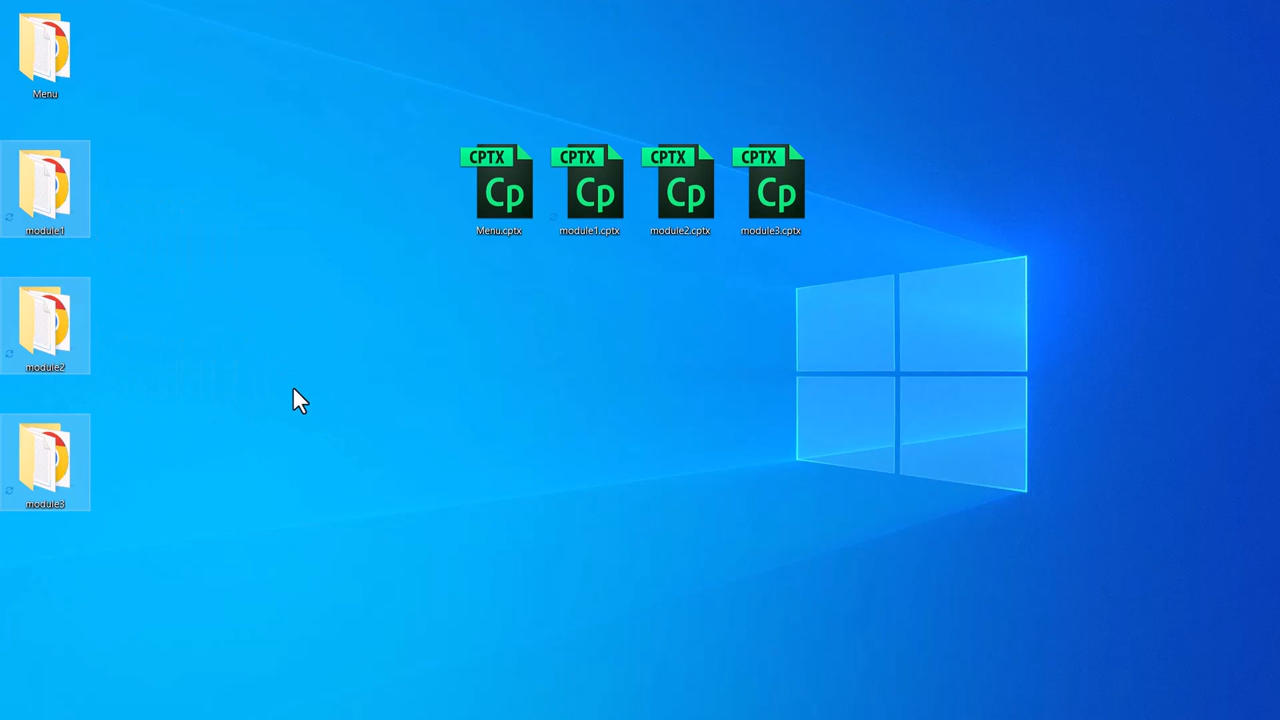 Menu
CPTX CPTX CPTX CPTX
Cp Cp Cp Cp
Menu.cptx module1.cptx module2.cptx module3.cptx
module1
module2
module3